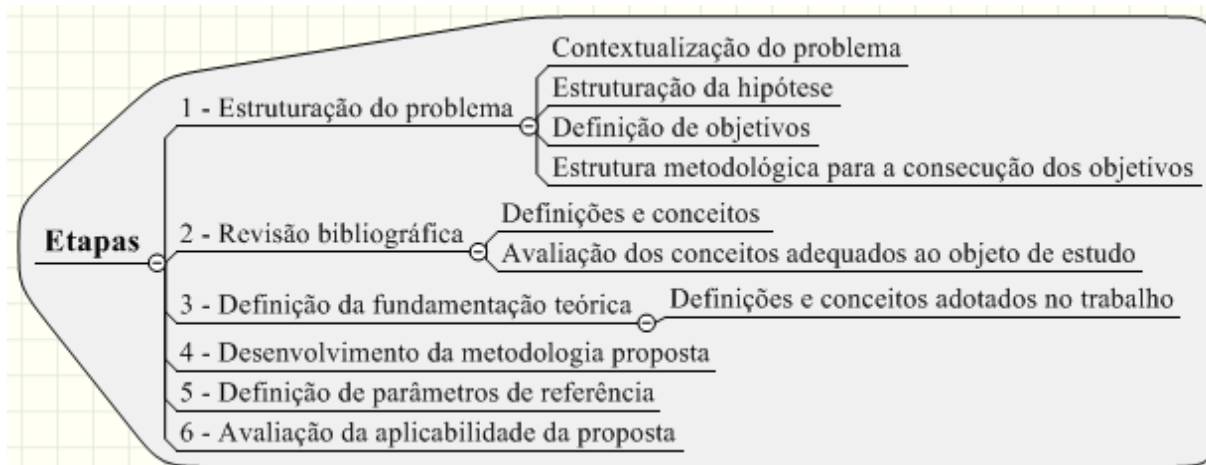 Etapas
1 - Estruturação do problema
Contextualização do problema
Estruturação da hipótese
Definição de objetivos
Estrutura metodológica para a consecução dos objetivos
2 - Revisão bibliográfica
Definições e conceitos
Avaliação dos conceitos adequados ao objeto de estudo
3 - Definição da fundamentação teórica
Definições e conceitos adotados no trabalho
4 - Desenvolvimento da metodologia proposta
5 - Definição de parâmetros de referência
6 - Avaliação da aplicabilidade da proposta